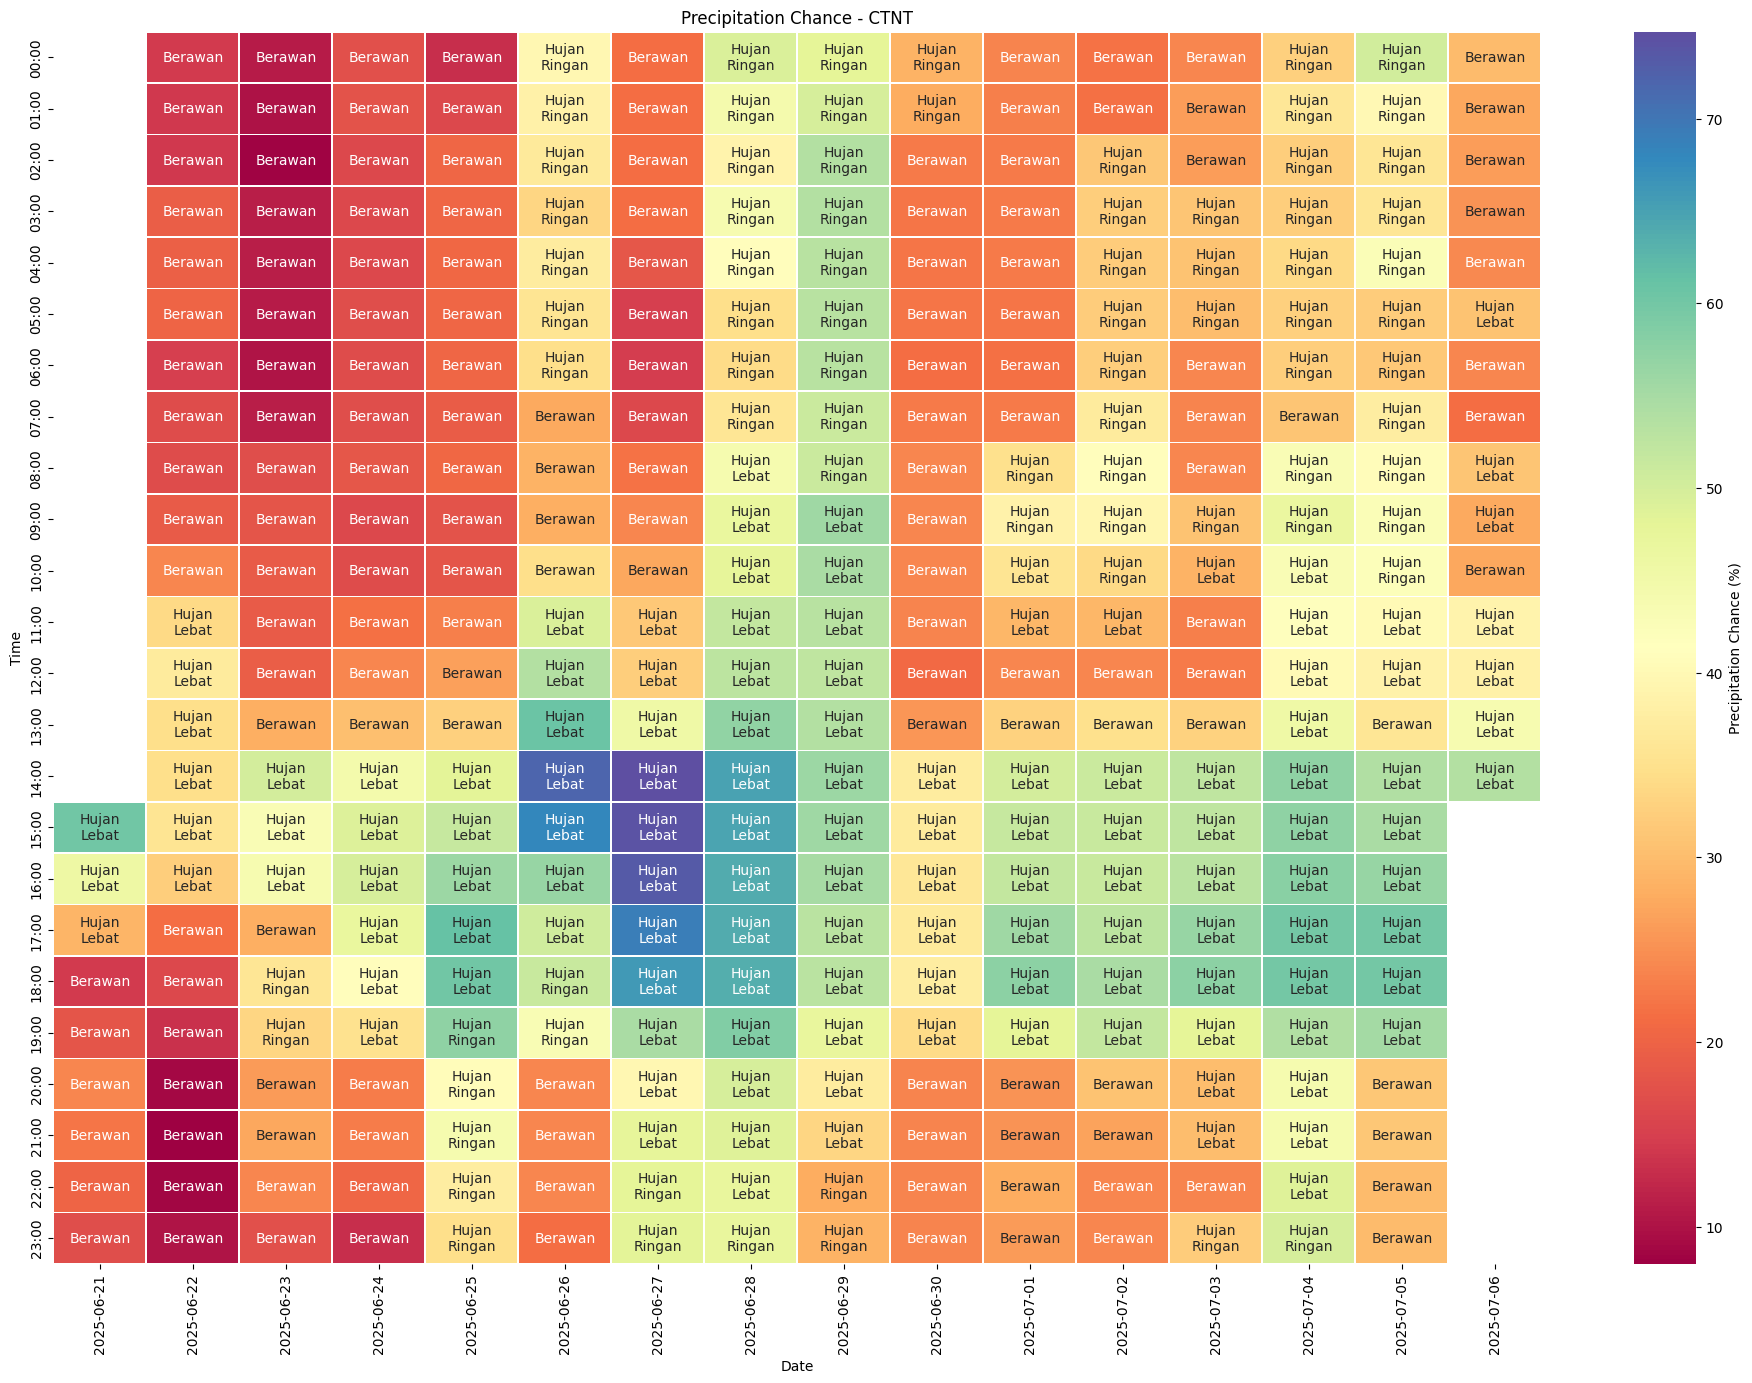 Precipitation Chance - CTNT
00:00 Berawan Berawan Berawan Berawan Hujan Ringan Berawan Hujan Ringan Hujan Ringan Hujan Ringan Berawan Berawan Berawan Hujan Ringan Hujan Ringan Berawan
01:00 Berawan Berawan Berawan Berawan Hujan Ringan Berawan Hujan Ringan Hujan Ringan Hujan Ringan Berawan Berawan Berawan Hujan Ringan Hujan Ringan Berawan
02:00 Berawan Berawan Berawan Berawan Hujan Ringan Berawan Hujan Ringan Hujan Ringan Berawan Berawan Hujan Ringan Berawan Hujan Ringan Hujan Ringan Berawan
03:00 Berawan Berawan Berawan Berawan Hujan Ringan Berawan Hujan Ringan Hujan Ringan Berawan Berawan Hujan Ringan Hujan Ringan Hujan Ringan Hujan Ringan Berawan
04:00 Berawan Berawan Berawan Berawan Hujan Ringan Berawan Hujan Ringan Hujan Ringan Berawan Berawan Hujan Ringan Hujan Ringan Hujan Ringan Hujan Ringan Berawan
05:00 Berawan Berawan Berawan Berawan Hujan Ringan Berawan Hujan Ringan Hujan Ringan Berawan Berawan Hujan Ringan Hujan Ringan Hujan Ringan Hujan Ringan Hujan Lebat
06:00 Berawan Berawan Berawan Berawan Hujan Ringan Berawan Hujan Ringan Hujan Ringan Berawan Berawan Hujan Ringan Berawan Hujan Ringan Hujan Ringan Berawan
07:00 Berawan Berawan Berawan Berawan Berawan Berawan Hujan Ringan Hujan Ringan Berawan Berawan Hujan Ringan Berawan Berawan Hujan Ringan Berawan
08:00 Berawan Berawan Berawan Berawan Berawan Berawan Hujan Lebat Hujan Ringan Berawan Hujan Ringan Hujan Ringan Berawan Hujan Ringan Hujan Ringan Hujan Lebat
09:00 Berawan Berawan Berawan Berawan Berawan Berawan Hujan Lebat Hujan Lebat Berawan Hujan Ringan Hujan Ringan Hujan Ringan Hujan Ringan Hujan Ringan Hujan Lebat
10:00 Berawan Berawan Berawan Berawan Berawan Berawan Hujan Lebat Hujan Lebat Berawan Hujan Lebat Hujan Ringan Hujan Lebat Hujan Lebat Hujan Ringan Berawan
11:00 Hujan Lebat Berawan Berawan Berawan Hujan Lebat Hujan Lebat Hujan Lebat Hujan Lebat Berawan Hujan Lebat Hujan Lebat Berawan Hujan Lebat Hujan Lebat Hujan Lebat
12:00 Hujan Lebat Berawan Berawan Berawan Hujan Lebat Hujan Lebat Hujan Lebat Hujan Lebat Berawan Berawan Berawan Berawan Hujan Lebat Hujan Lebat Hujan Lebat
13:00 Hujan Lebat Berawan Berawan Berawan Hujan Lebat Hujan Lebat Hujan Lebat Hujan Lebat Berawan Berawan Berawan Berawan Hujan Lebat Berawan Hujan Lebat
14:00 Hujan Lebat Hujan Lebat Hujan Lebat Hujan Lebat Hujan Lebat Hujan Lebat Hujan Lebat Hujan Lebat Hujan Lebat Hujan Lebat Hujan Lebat Hujan Lebat Hujan Lebat Hujan Lebat Hujan Lebat
15:00 Hujan Lebat Hujan Lebat Hujan Lebat Hujan Lebat Hujan Lebat Hujan Lebat Hujan Lebat Hujan Lebat Hujan Lebat Hujan Lebat Hujan Lebat Hujan Lebat Hujan Lebat Hujan Lebat Hujan Lebat
16:00 Hujan Lebat Hujan Lebat Hujan Lebat Hujan Lebat Hujan Lebat Hujan Lebat Hujan Lebat Hujan Lebat Hujan Lebat Hujan Lebat Hujan Lebat Hujan Lebat Hujan Lebat Hujan Lebat Hujan Lebat
17:00 Hujan Lebat Berawan Berawan Hujan Lebat Hujan Lebat Hujan Lebat Hujan Lebat Hujan Lebat Hujan Lebat Hujan Lebat Hujan Lebat Hujan Lebat Hujan Lebat Hujan Lebat Hujan Lebat
18:00 Berawan Berawan Hujan Ringan Hujan Lebat Hujan Lebat Hujan Ringan Hujan Lebat Hujan Lebat Hujan Lebat Hujan Lebat Hujan Lebat Hujan Lebat Hujan Lebat Hujan Lebat Hujan Lebat
19:00 Berawan Berawan Hujan Ringan Hujan Lebat Hujan Ringan Hujan Ringan Hujan Lebat Hujan Lebat Hujan Lebat Hujan Lebat Hujan Lebat Hujan Lebat Hujan Lebat Hujan Lebat Hujan Lebat
20:00 Berawan Berawan Berawan Berawan Hujan Ringan Berawan Hujan Lebat Hujan Lebat Hujan Lebat Berawan Berawan Berawan Hujan Lebat Hujan Lebat Berawan
21:00 Berawan Berawan Berawan Berawan Hujan Ringan Berawan Hujan Lebat Hujan Lebat Hujan Lebat Berawan Berawan Berawan Hujan Lebat Hujan Lebat Berawan
22:00 Berawan Berawan Berawan Berawan Hujan Ringan Berawan Hujan Ringan Hujan Lebat Hujan Ringan Berawan Berawan Berawan Berawan Hujan Lebat Berawan
23:00 Berawan Berawan Berawan Berawan Hujan Ringan Berawan Hujan Ringan Hujan Ringan Hujan Ringan Berawan Berawan Berawan Hujan Ringan Hujan Ringan Berawan
Time
2025-06-21 2025-06-22 2025-06-23 2025-06-24 2025-06-25 2025-06-26 2025-06-27 2025-06-28 2025-06-29 2025-06-30 2025-07-01 2025-07-02 2025-07-03 2025-07-04 2025-07-05 2025-07-06
Date
70
60
50
40
30
20
10
Precipitation Chance (%)